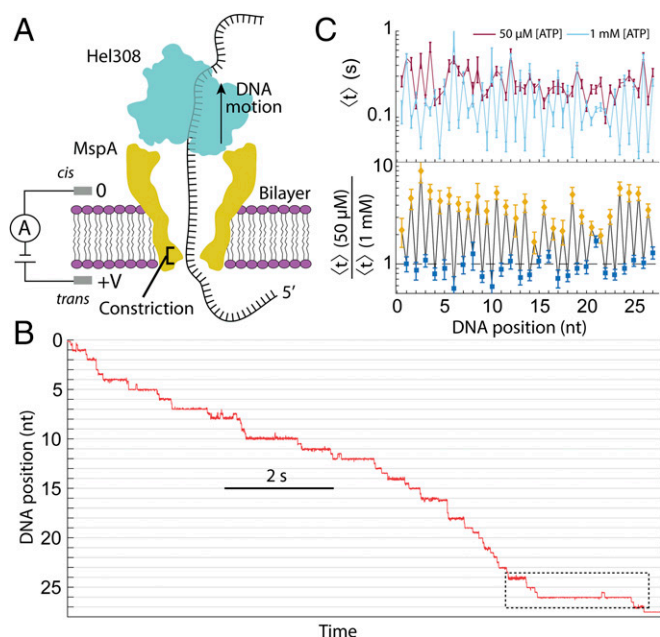 A
Hel308
DNA
motion
MspA
cis
0
Bilayer
A
+V
trans
5′
Constriction
C
50 μM [ATP]
1 mM [ATP]
⟨t⟩ (s)
1
0.1
⟨t⟩ (50 μM)
⟨t⟩ (1 mM)
10
1
0 5 10 15 20 25
DNA position (nt)
B
DNA position (nt)
0
5
10
15
20
25
2 s
Time